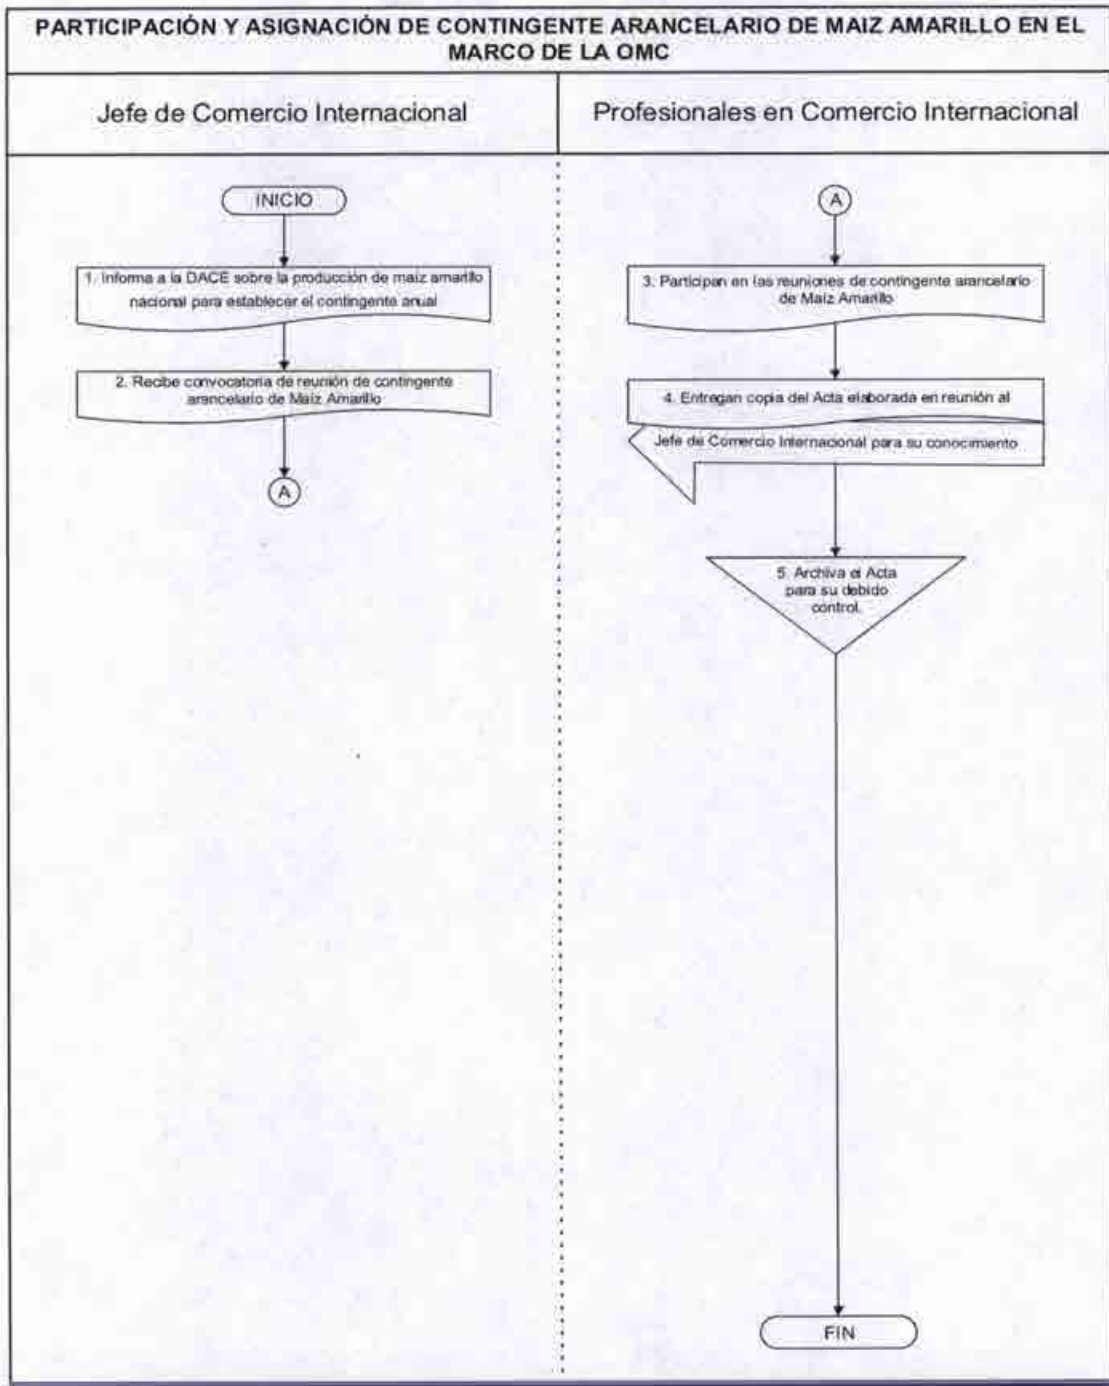 PARTICIPACIÓN Y ASIGNACIÓN DE CONTINGENTE ARANCELARIO DE MAIZ AMARILLO EN EL
MARCO DE LA OMC
Jefe de Comercio Internacional
Profesionales en Comercio Internacional
INICIO
1. Informa a la DACE sobre la producción de maíz amarillo
nacional para establecer el contingente anual
2. Recibe convocatoria de reunión de contingente
arancelario de Maíz Amarillo
A
A
3. Participan en las reuniones de contingente arancelario
de Maíz Amarillo
4. Entregan copia del Acta elaborada en reunión al
Jefe de Comercio Internacional para su conocimiento
5. Archiva el Acta
para su debido
control.
FIN